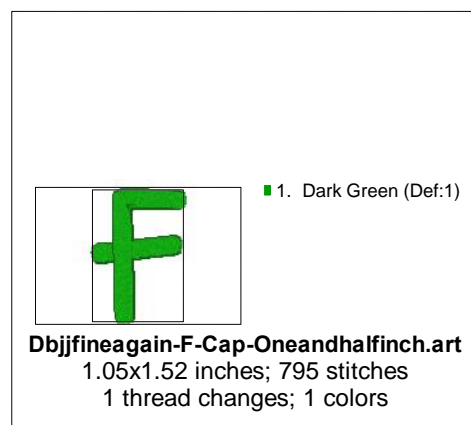 1. Dark Green (Def:1)
F
Dbjjfineagain-F-Cap-Oneandhalfinch.art
1.05x1.52 inches; 795 stitches
1 thread changes; 1 colors